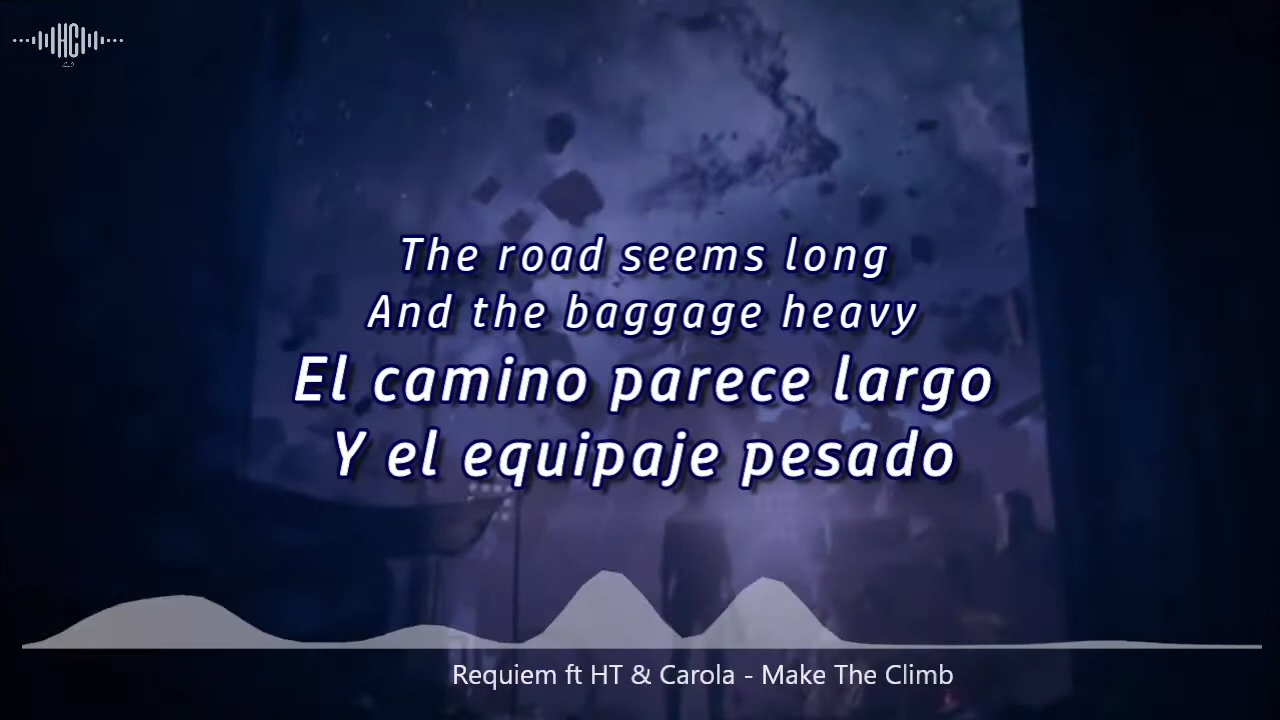 HC
The road seems long
And the baggage heavy
El camino parece largo
Y el equipaje pesado
Requiem ft HT & Carola - Make The Climb